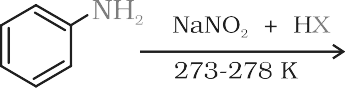 NH₂
NaNO₂ + HX
273-278 K